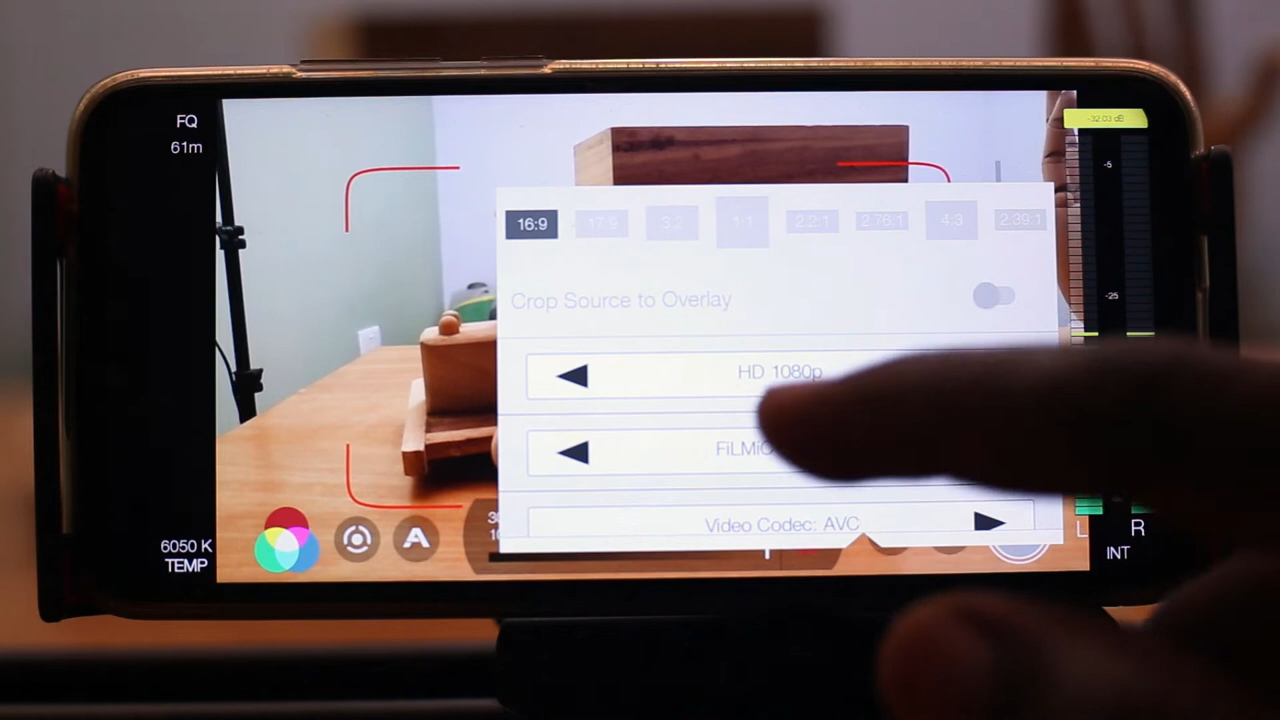 FQ
61m
-32.03 dB
-5
16:9 17:9 3:2 1:1 2.2:1 2.76:1 4:3 2.39:1
Crop Source to Overlay
-25
HD 1080p
Video Codec: AVC
A
L R
6050 K
TEMP
INT